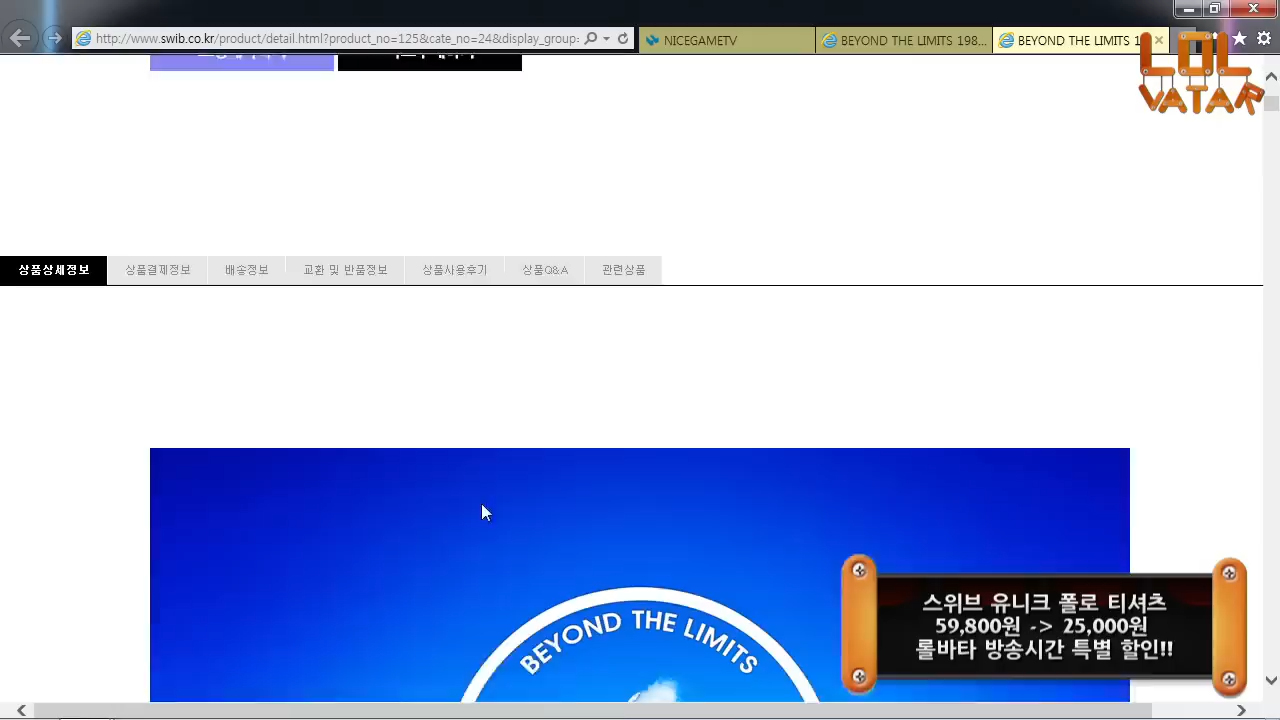 http://www.swib.co.kr/product/detail.html?product_no=125&cate_no=24&display_group=
NICEGAMETV
BEYOND THE LIMITS 198...
BEYOND THE LIMITS 1
LOL
VATAR
상품상세정보
상품결제정보
배송정보
교환 및 반품정보
상품사용후기
상품Q&A
관련상품
BEYOND THE LIMITS
스위브 유니크 폴로 티셔츠
59,800원 -> 25,000원
롤바타 방송시간 특별 할인!!